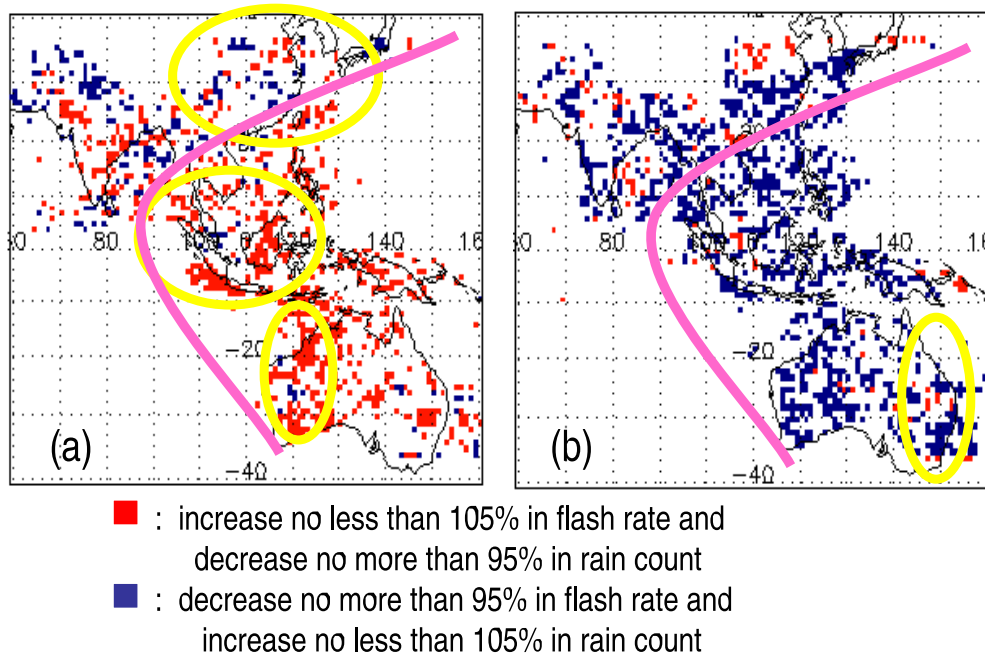 80
−20
−40
(a)
80
−20
−40
(b)
: increase no less than 105% in flash rate and
decrease no more than 95% in rain count
: decrease no more than 95% in flash rate and
increase no less than 105% in rain count